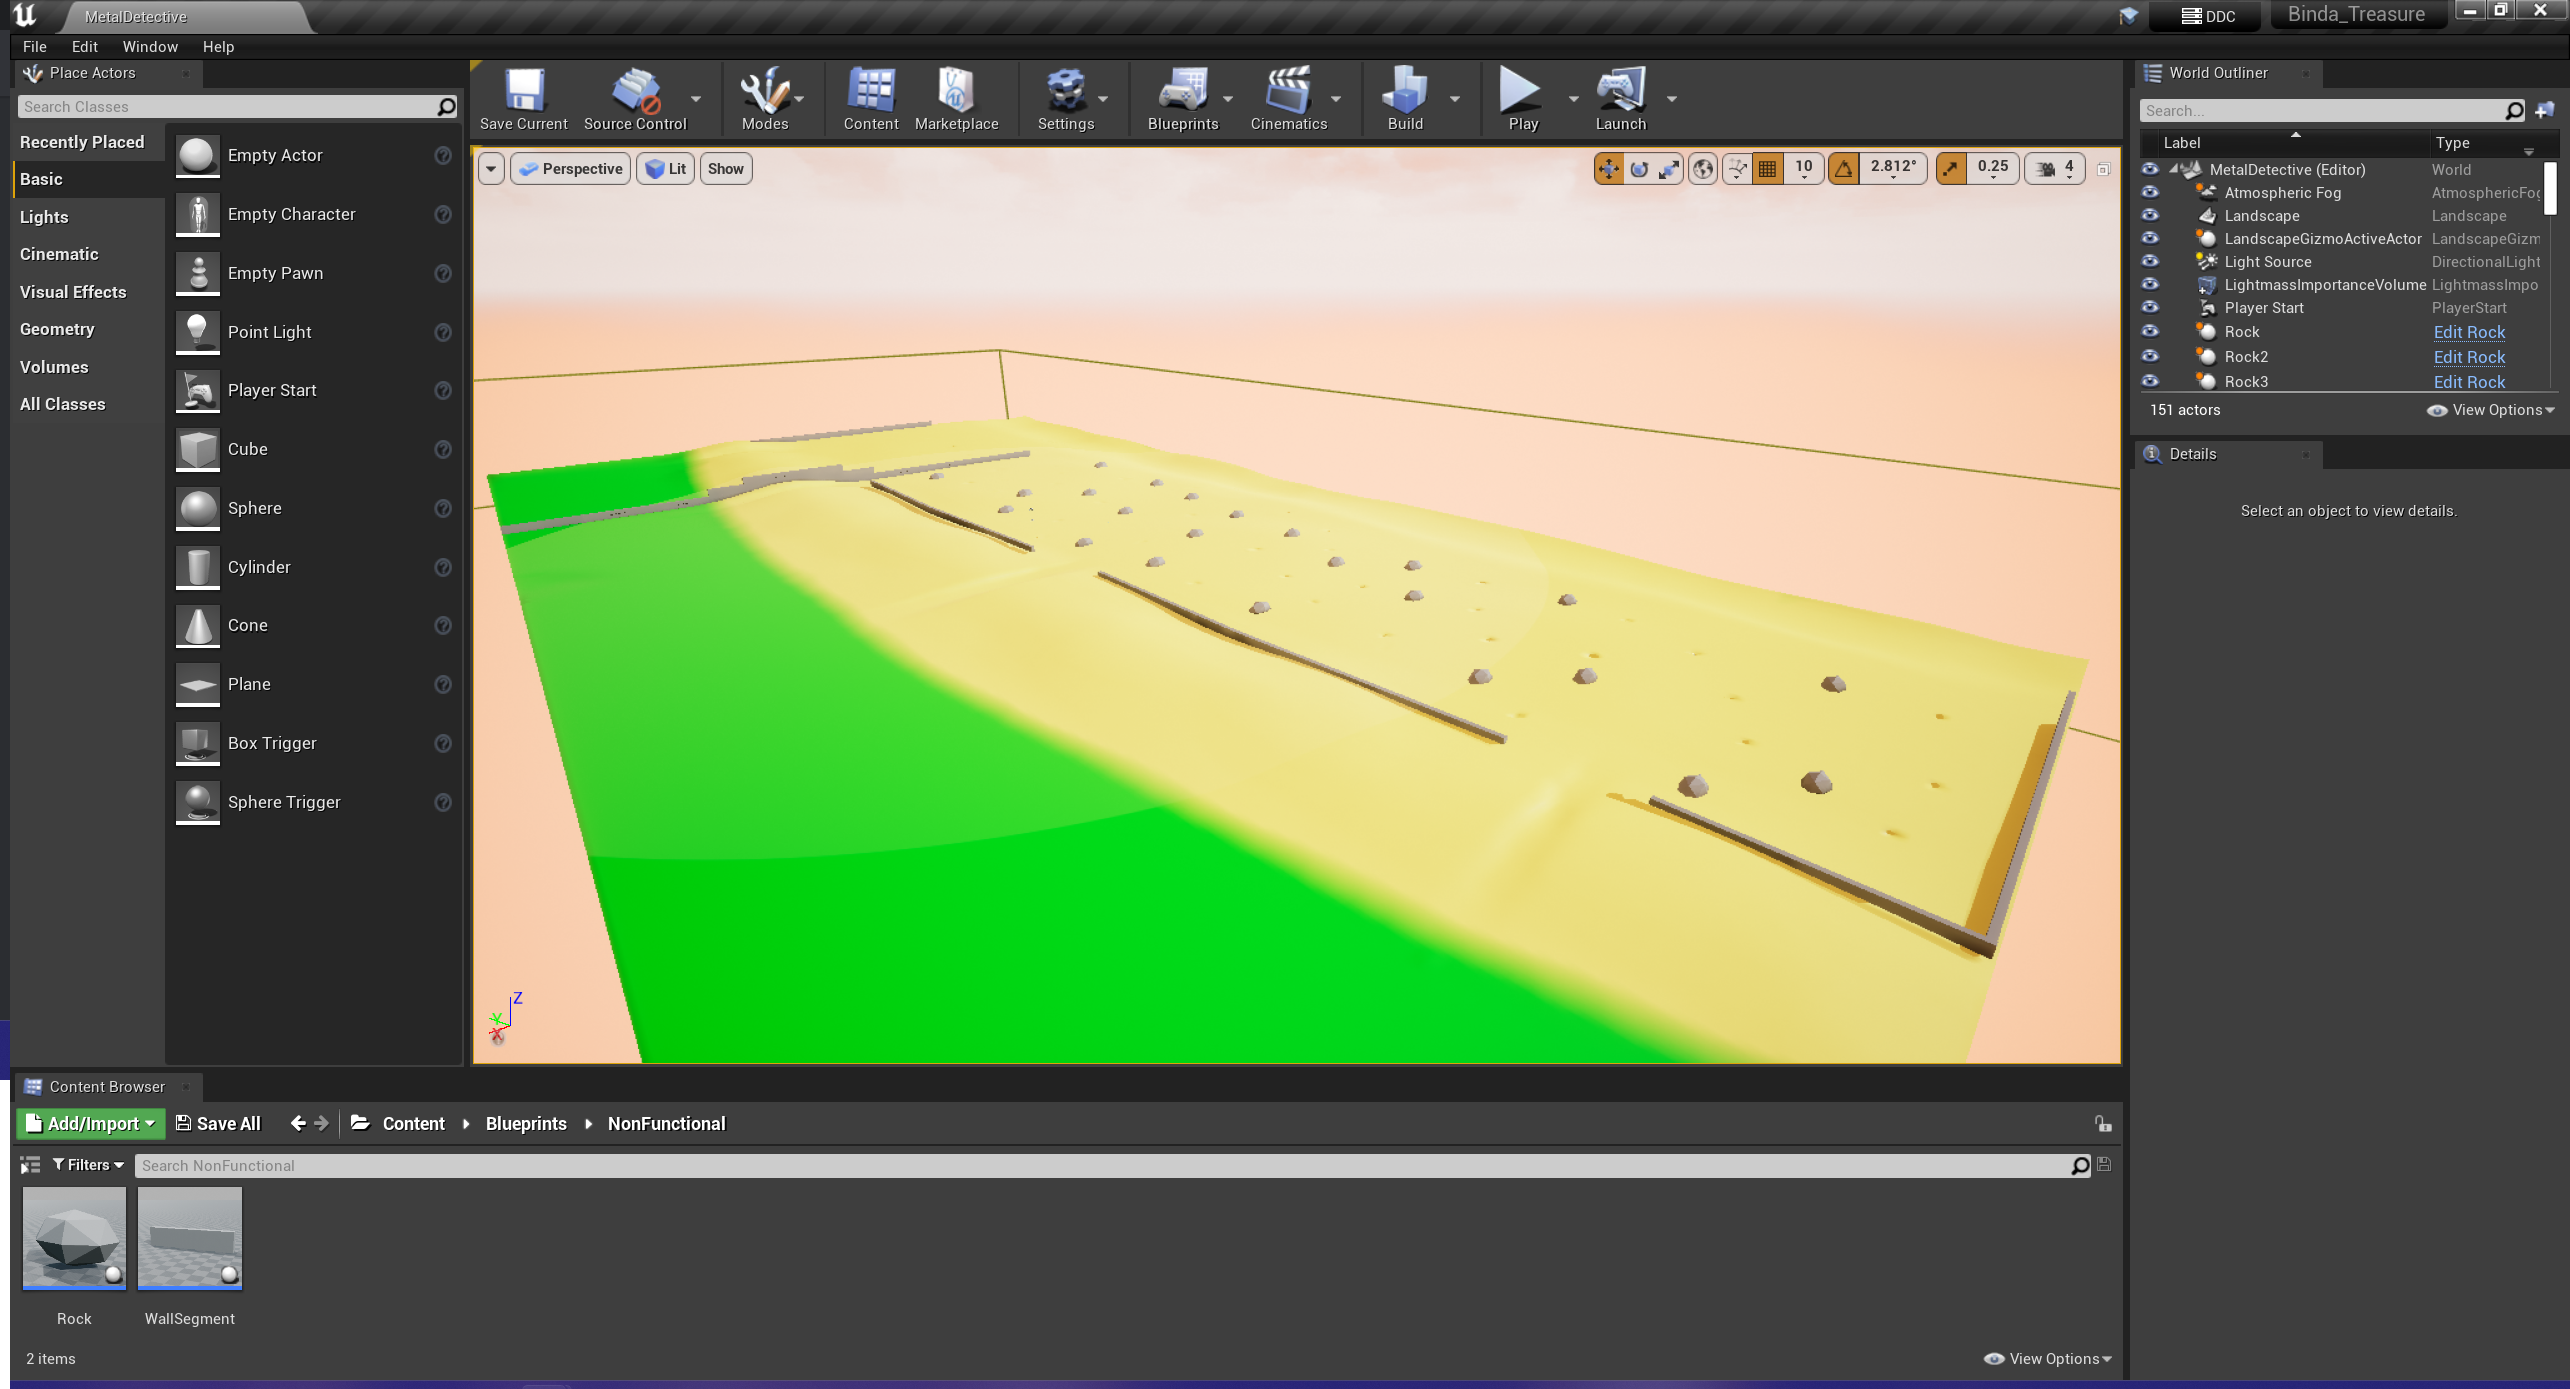 MetalDetective
DDC
Binda_Treasure
File Edit Window Help
Place Actors
Search Classes
Recently Placed
Basic
Lights
Cinematic
Visual Effects
Geometry
Volumes
All Classes
Empty Actor
Empty Character
Empty Pawn
Point Light
Player Start
Cube
Sphere
Cylinder
Cone
Plane
Box Trigger
Sphere Trigger
Save Current
Source Control
Modes
Content
Marketplace
Settings
Blueprints
Cinematics
Build
Play
Launch
Perspective
Lit
Show
10
2.812°
0.25
4
Z
Y
X
World Outliner
Search...
Label Type
MetalDetective (Editor) World
Atmospheric Fog AtmosphericFog
Landscape Landscape
LandscapeGizmoActiveActor LandscapeGizm
Light Source DirectionalLight
LightmassImportanceVolume LightmassImpo
Player Start PlayerStart
Rock Edit Rock
Rock2 Edit Rock
Rock3 Edit Rock
151 actors
View Options
Details
Select an object to view details.
Content Browser
Add/Import
Save All
Content
Blueprints
NonFunctional
Filters
Search NonFunctional
Rock
WallSegment
2 items
View Options